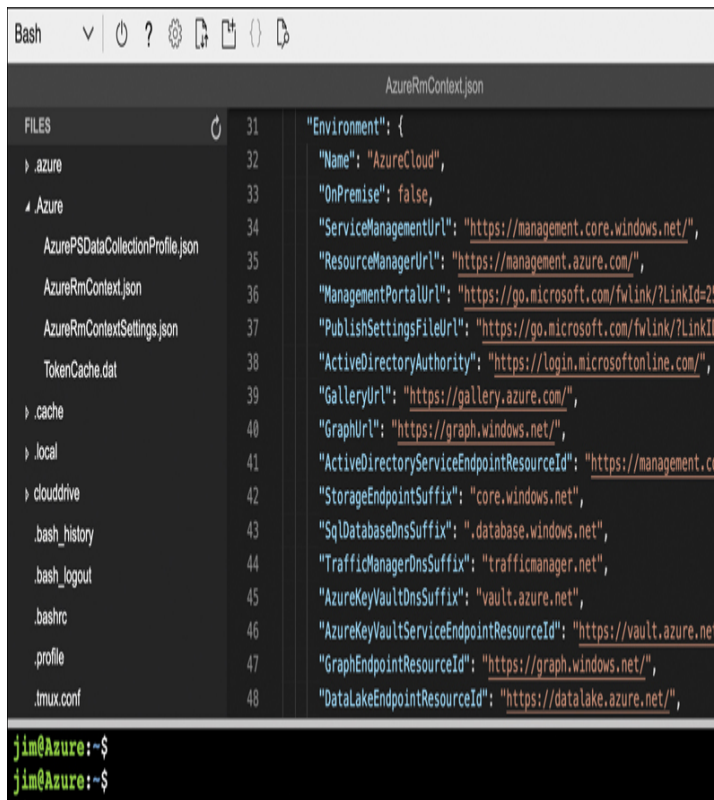 Bash
AzureRmContext.json
FILES
.azure
.Azure
AzurePSDataCollectionProfile.json
AzureRmContext.json
AzureRmContextSettings.json
TokenCache.dat
.cache
.local
clouddrive
.bash_history
.bash_logout
.bashrc
.profile
.tmux.conf
31 "Environment": {
32 "Name": "AzureCloud",
33 "OnPremise": false,
34 "ServiceManagementUrl": "https://management.core.windows.net/",
35 "ResourceManagerUrl": "https://management.azure.com/",
36 "ManagementPortalUrl": "https://go.microsoft.com/fwlink/?LinkId=25
37 "PublishSettingsFileUrl": "https://go.microsoft.com/fwlink/?LinkI
38 "ActiveDirectoryAuthority": "https://login.microsoftonline.com/",
39 "GalleryUrl": "https://gallery.azure.com/",
40 "GraphUrl": "https://graph.windows.net/",
41 "ActiveDirectoryServiceEndpointResourceId": "https://management.co
42 "StorageEndpointSuffix": "core.windows.net",
43 "SqlDatabaseDnsSuffix": ".database.windows.net",
44 "TrafficManagerDnsSuffix": "trafficmanager.net",
45 "AzureKeyVaultDnsSuffix": "vault.azure.net",
46 "AzureKeyVaultServiceEndpointResourceId": "https://vault.azure.net
47 "GraphEndpointResourceId": "https://graph.windows.net/",
48 "DataLakeEndpointResourceId": "https://datalake.azure.net/",
jim@Azure:~$
jim@Azure:~$